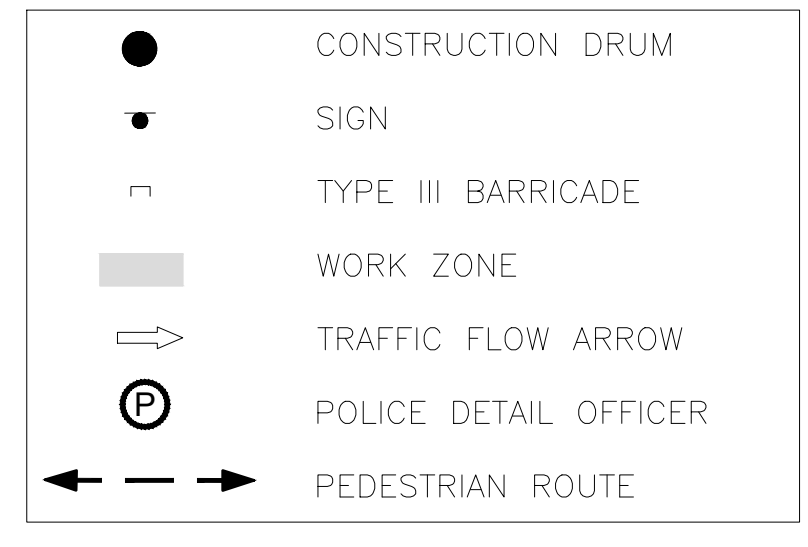 CONSTRUCTION DRUM
SIGN
TYPE III BARRICADE
WORK ZONE
TRAFFIC FLOW ARROW
P POLICE DETAIL OFFICER
PEDESTRIAN ROUTE